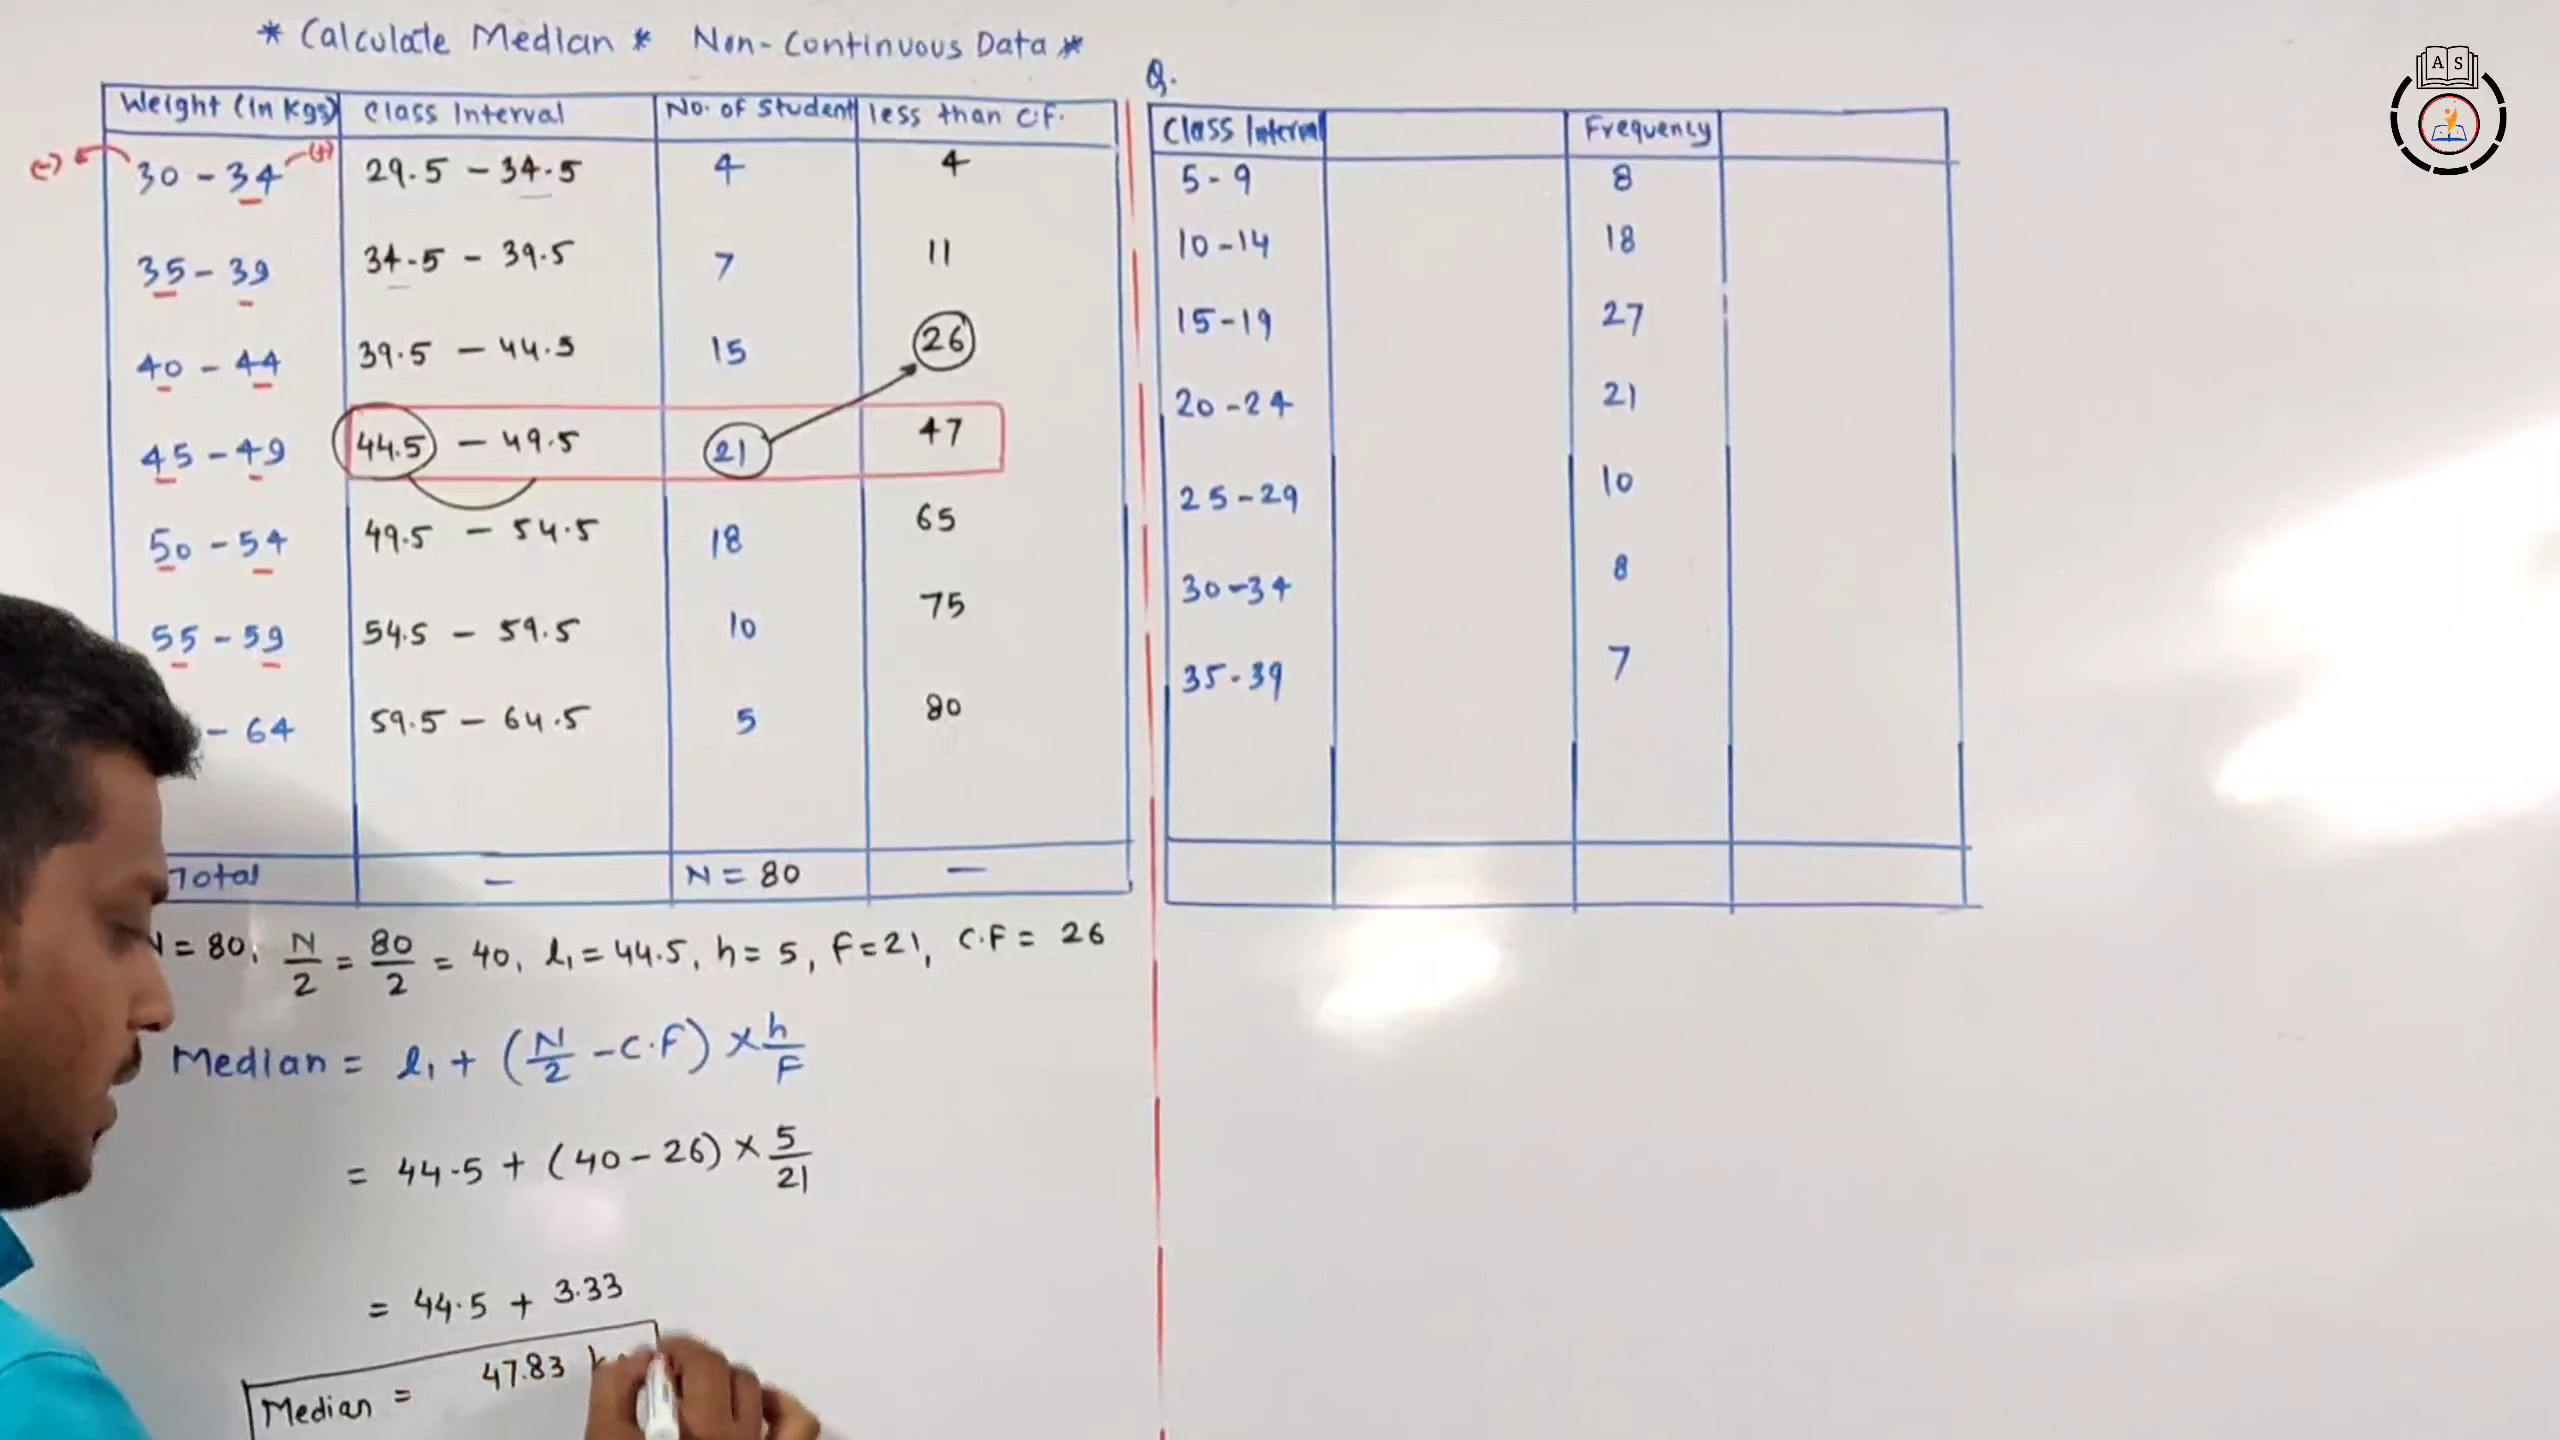 * Calculate Median * Non-Continuous Data *
Weight (in kgs) Class Interval No. of Student less than C.F.
(-) 30 - 34 (+) 29.5 - 34.5 4 4
35 - 39 34.5 - 39.5 7 11
40 - 44 39.5 - 44.5 15 26
45 - 49 44.5 - 49.5 21 47
50 - 54 49.5 - 54.5 18 65
55 - 59 54.5 - 59.5 10 75
- 64 59.5 - 64.5 5 80
Total - N = 80 -
N = 80, N/2 = 80/2 = 40, l₁ = 44.5, h = 5, F = 21, C.F = 26
Median = l₁ + (N/2 - C.F) × h/F
= 44.5 + (40 - 26) × 5/21
= 44.5 + 3.33
Median = 47.83
Q.
Class Interval Frequency
5 - 9 8
10 - 14 18
15 - 19 27
20 - 24 21
25 - 29 10
30 - 34 8
35 - 39 7
A S